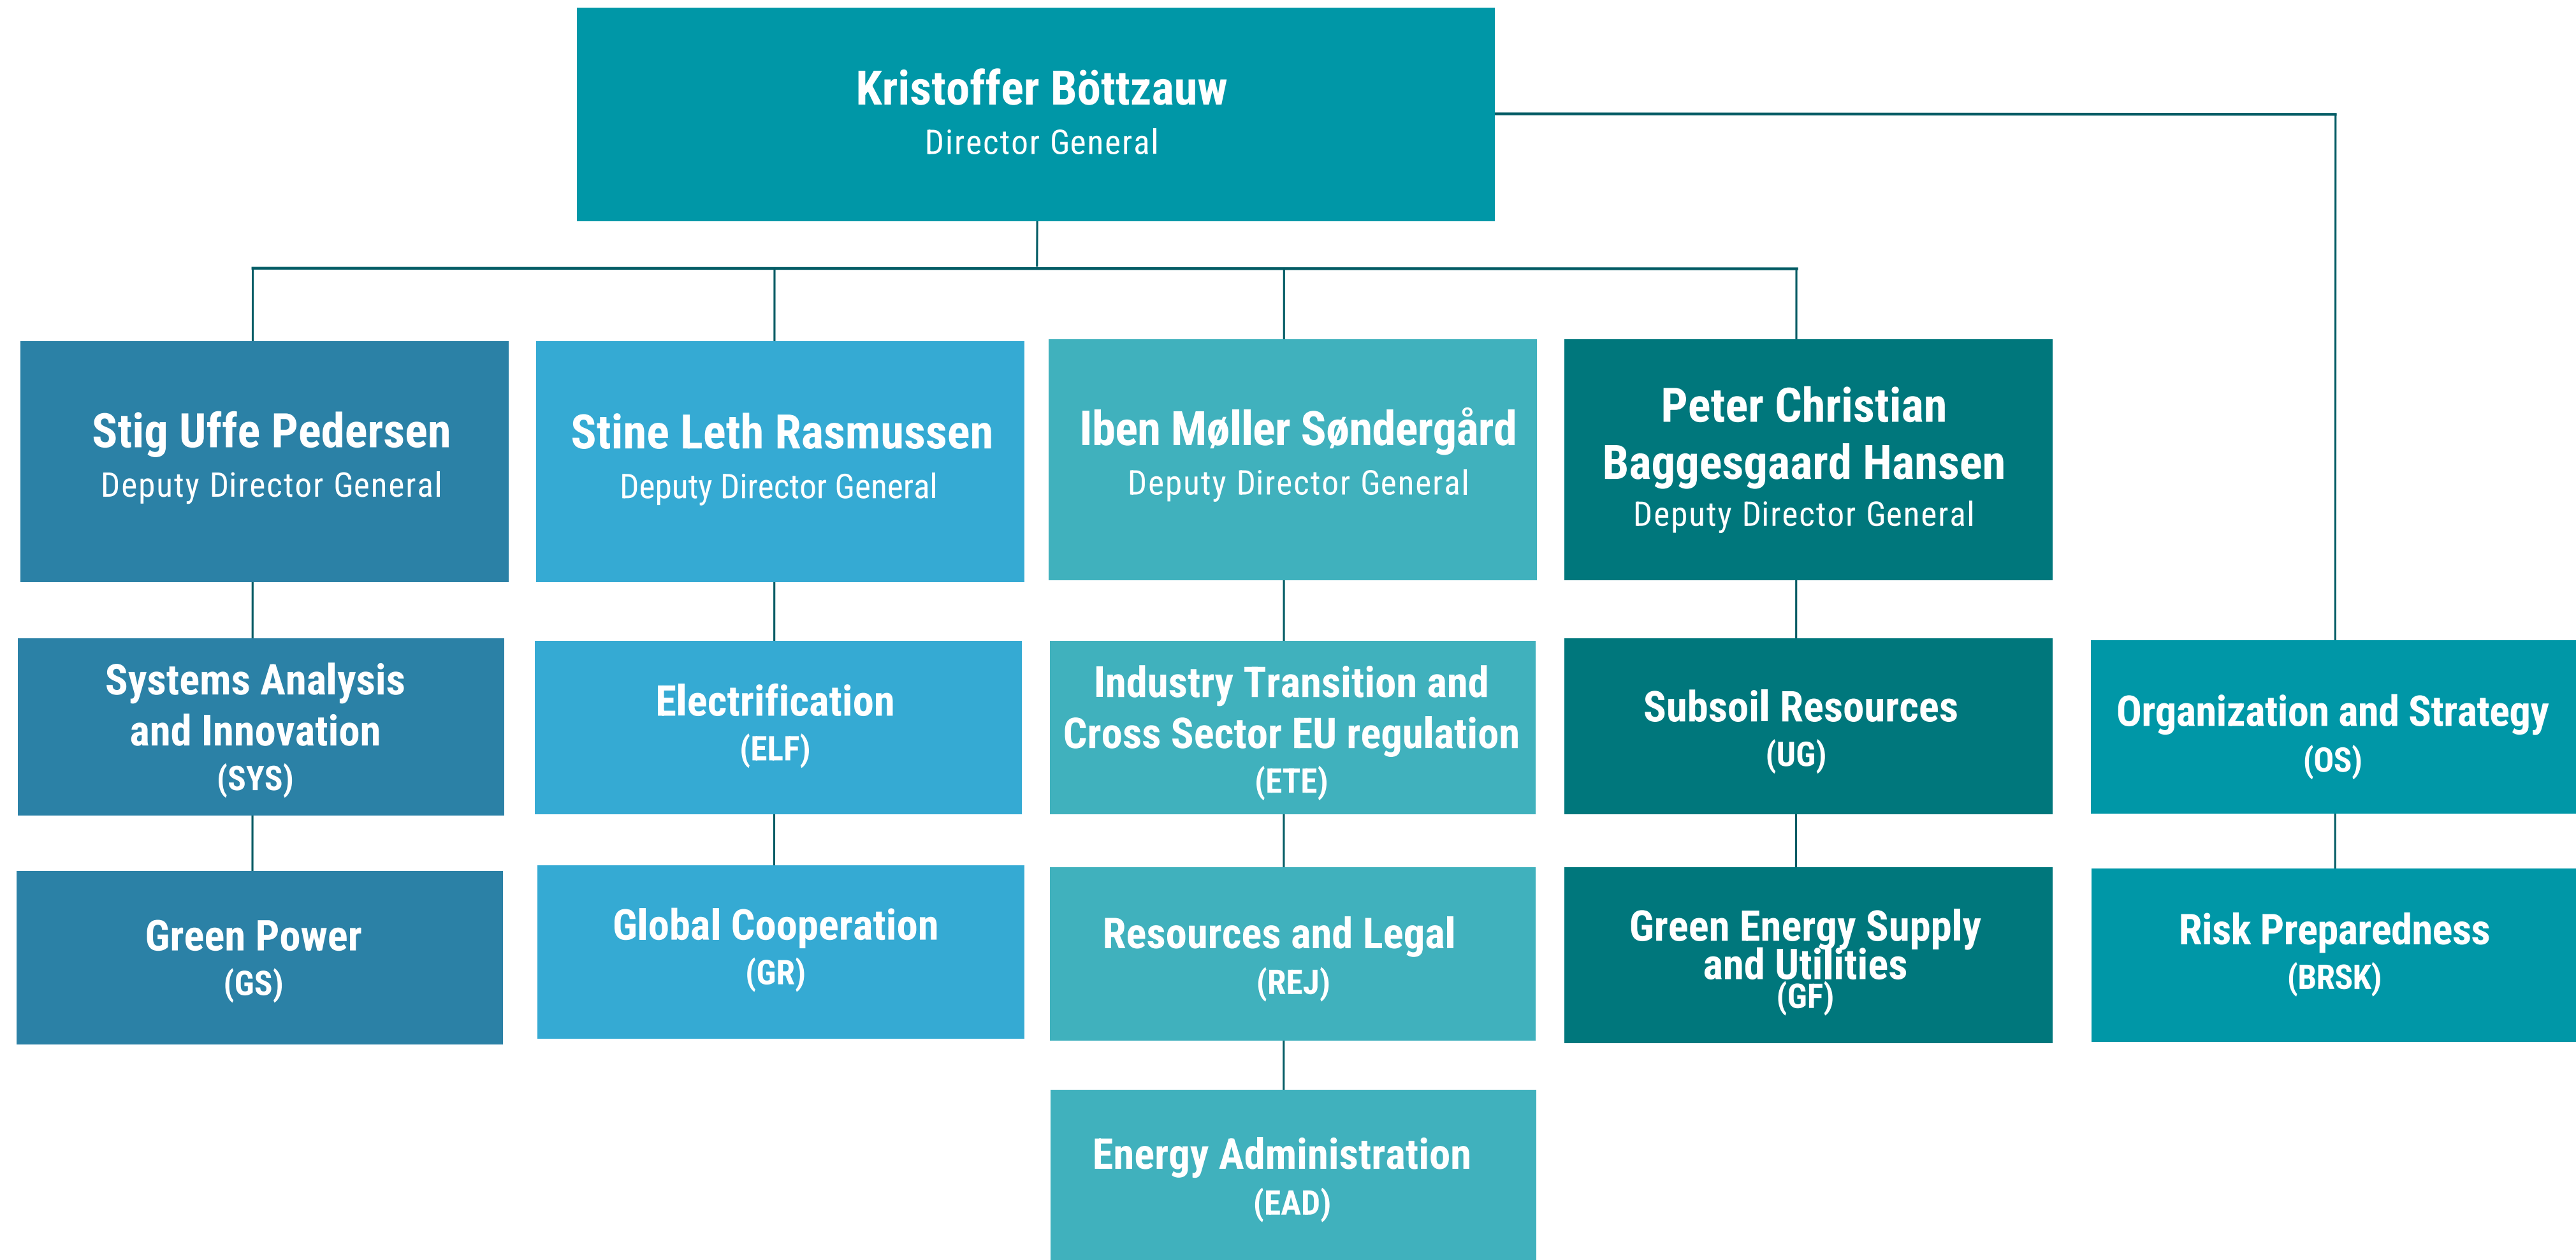 Kristoffer Böttzauw
Director General
Stig Uffe Pedersen
Deputy Director General
Stine Leth Rasmussen
Deputy Director General
Iben Møller Søndergård
Deputy Director General
Peter Christian
Baggesgaard Hansen
Deputy Director General
Systems Analysis
and Innovation
(SYS)
Electrification
(ELF)
Industry Transition and
Cross Sector EU regulation
(ETE)
Subsoil Resources
(UG)
Organization and Strategy
(OS)
Green Power
(GS)
Global Cooperation
(GR)
Resources and Legal
(REJ)
Green Energy Supply
and Utilities
(GF)
Risk Preparedness
(BRSK)
Energy Administration
(EAD)